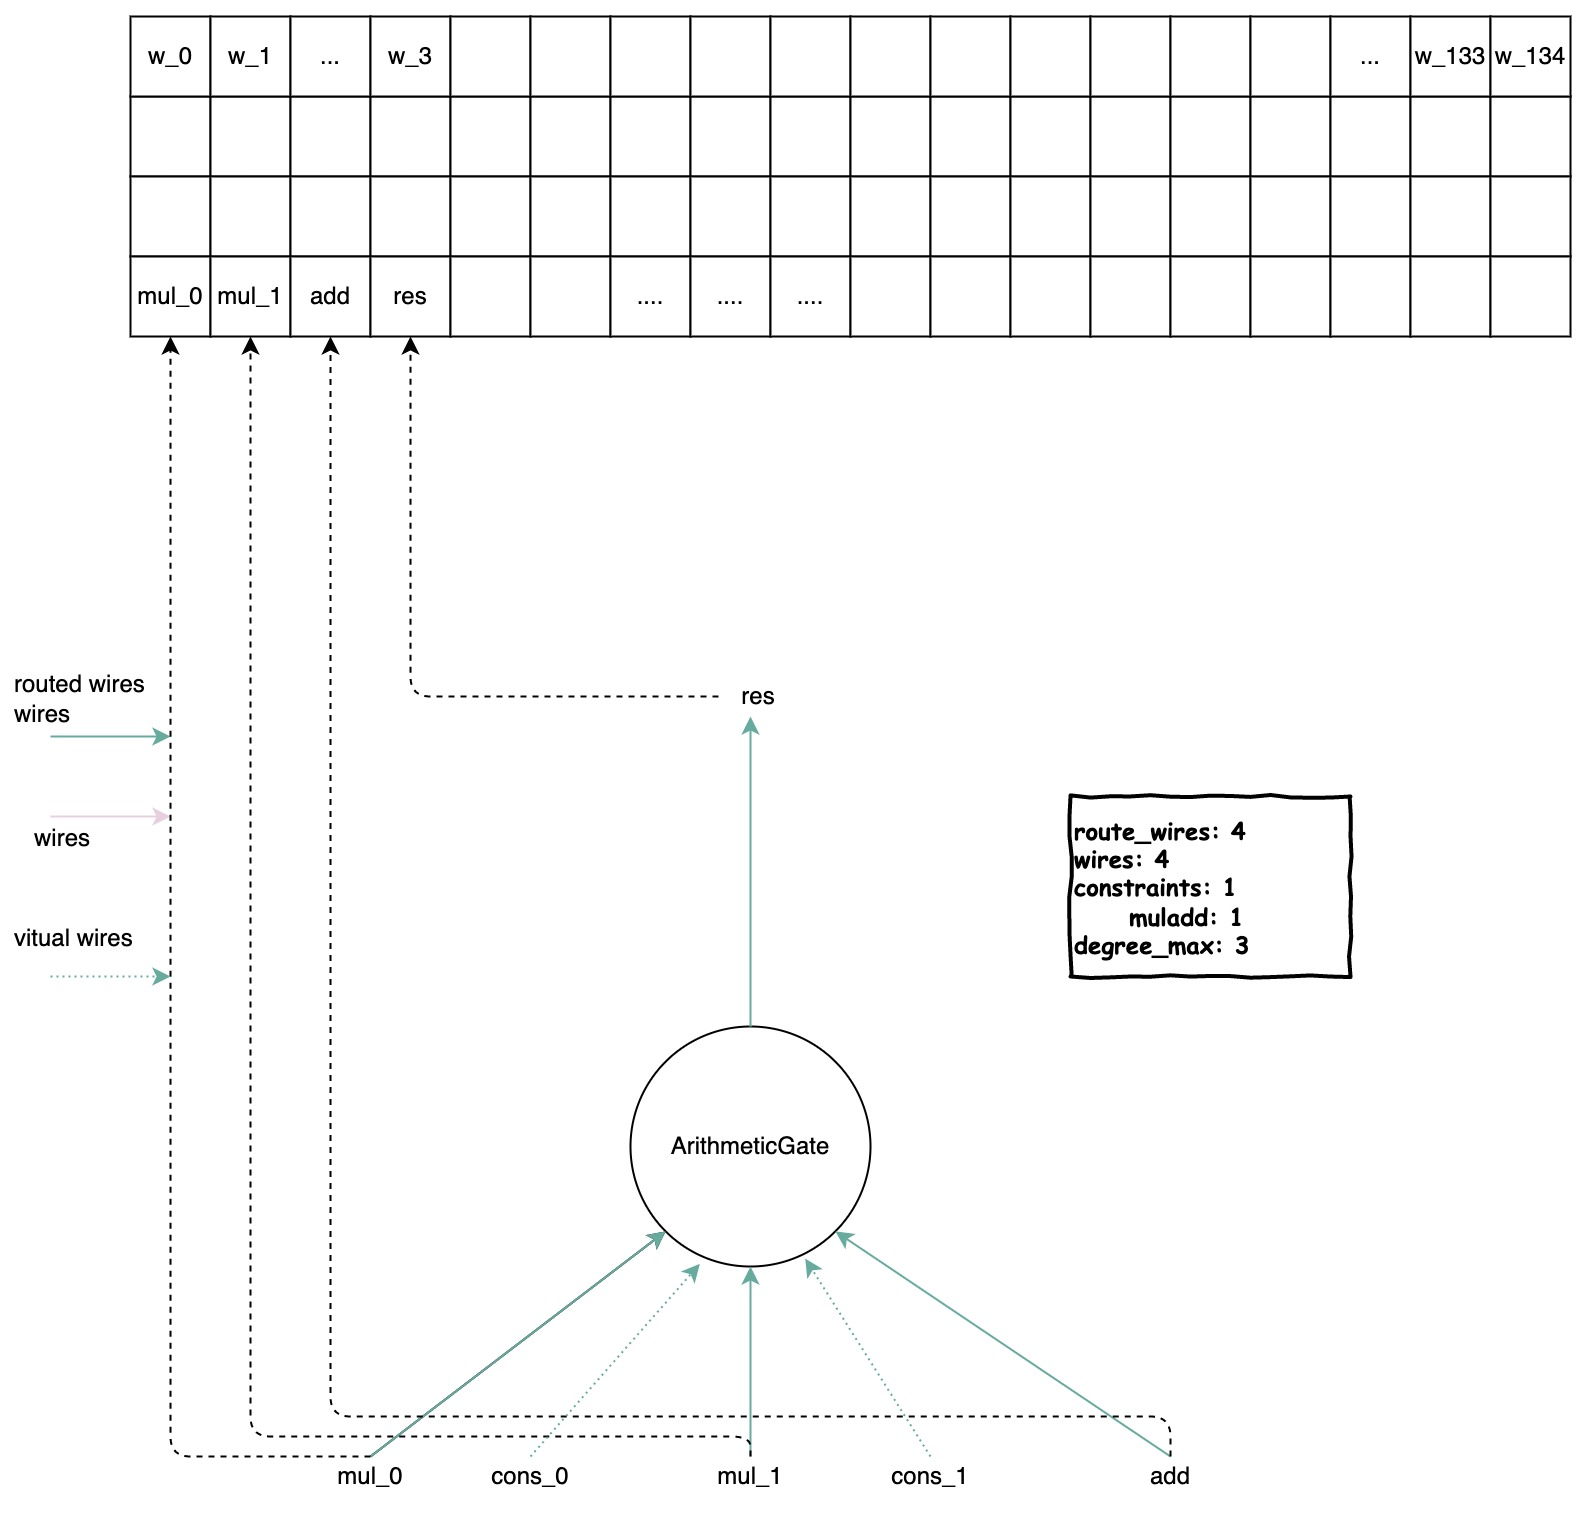 w_0 w_1 ... w_3 ... w_133 w_134
mul_0 mul_1 add res .... .... ....
routed wires
wires
res
wires
vitual wires
route_wires: 4
wires: 4
constraints: 1
muladd: 1
degree_max: 3
ArithmeticGate
mul_0 cons_0 mul_1 cons_1 add